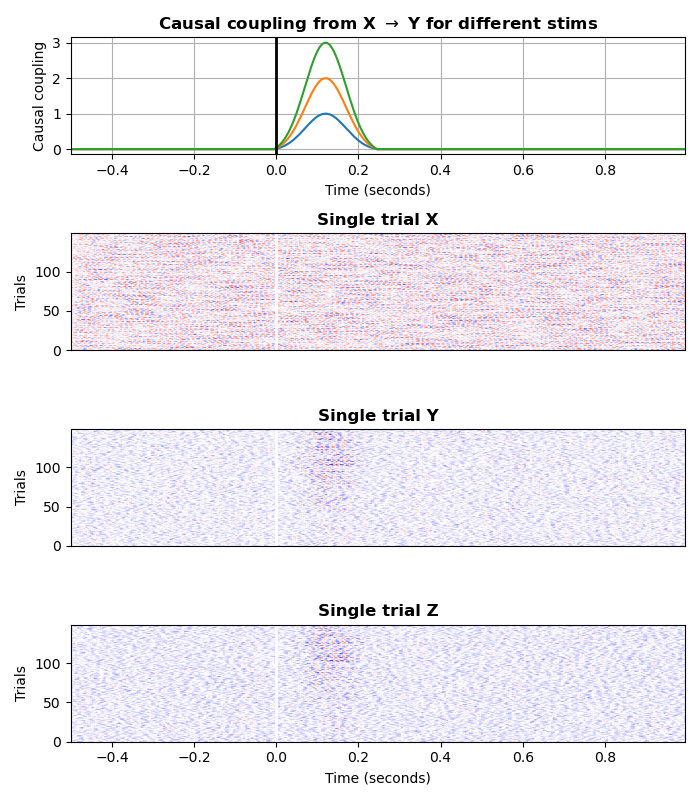 Causal coupling from X → Y for different stims
Causal coupling
3
2
1
0
−0.4 −0.2 0.0 0.2 0.4 0.6 0.8
Time (seconds)
Single trial X
Trials
100
50
0
Single trial Y
Trials
100
50
0
Single trial Z
Trials
100
50
0
−0.4 −0.2 0.0 0.2 0.4 0.6 0.8
Time (seconds)